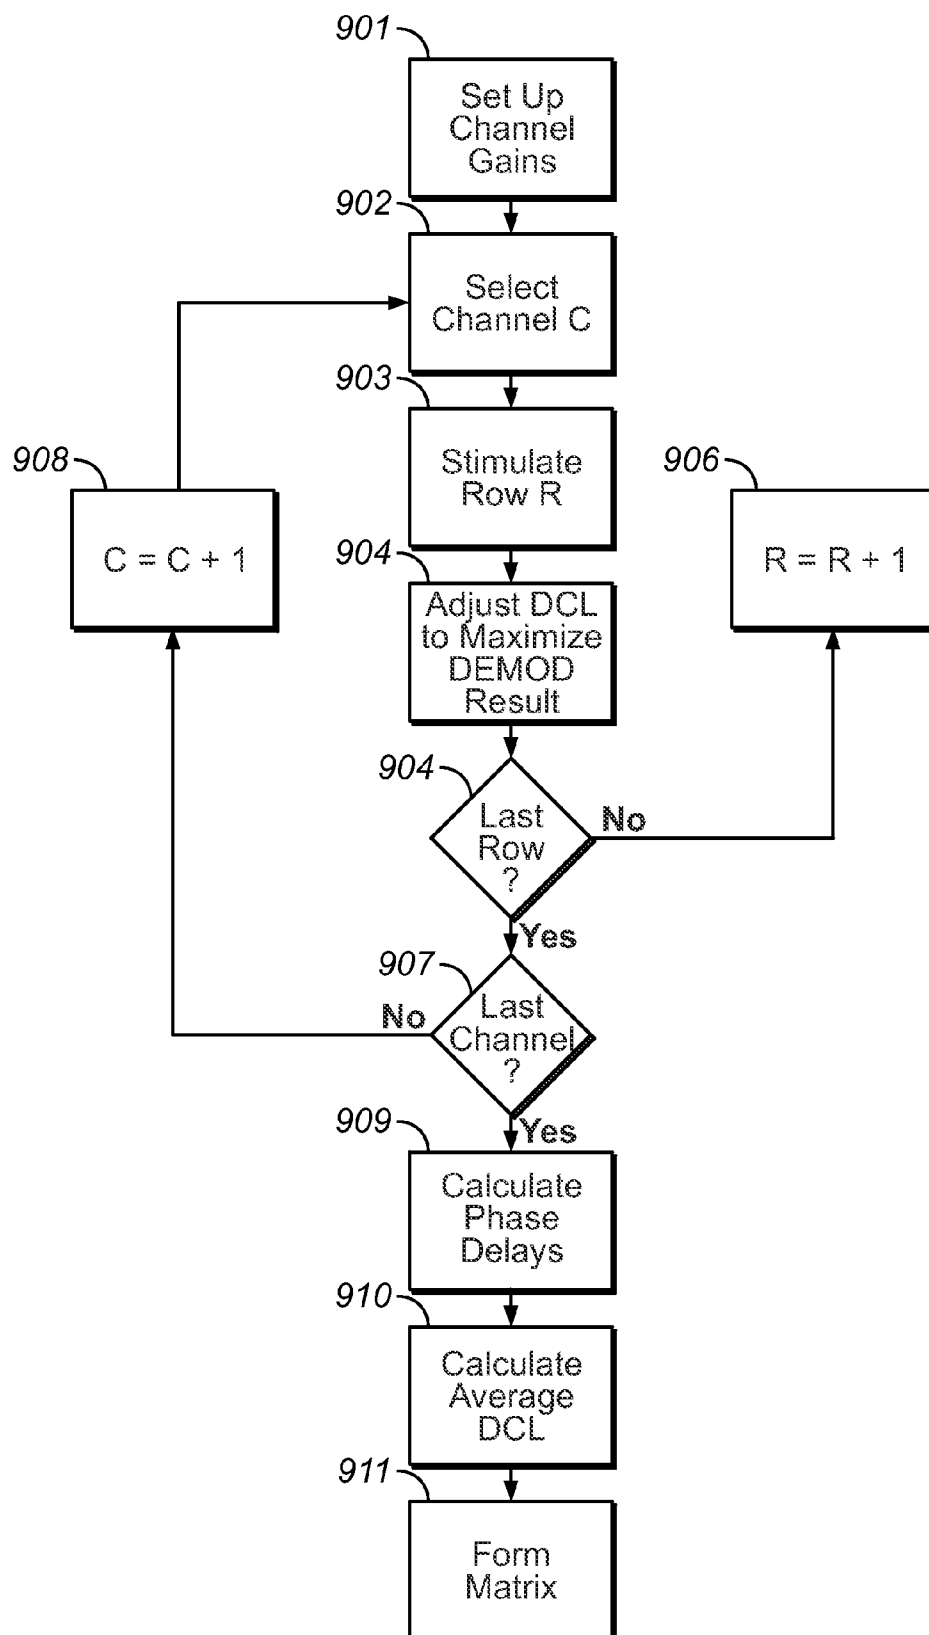 901
Set Up
Channel
Gains
902
Select
Channel C
903
Stimulate
Row R
908
C = C + 1
906
R = R + 1
904
Adjust DCL
to Maximize
DEMOD
Result
904
Last
Row
?
No
Yes
907
Last
Channel
?
No
Yes
909
Calculate
Phase
Delays
910
Calculate
Average
DCL
911
Form
Matrix